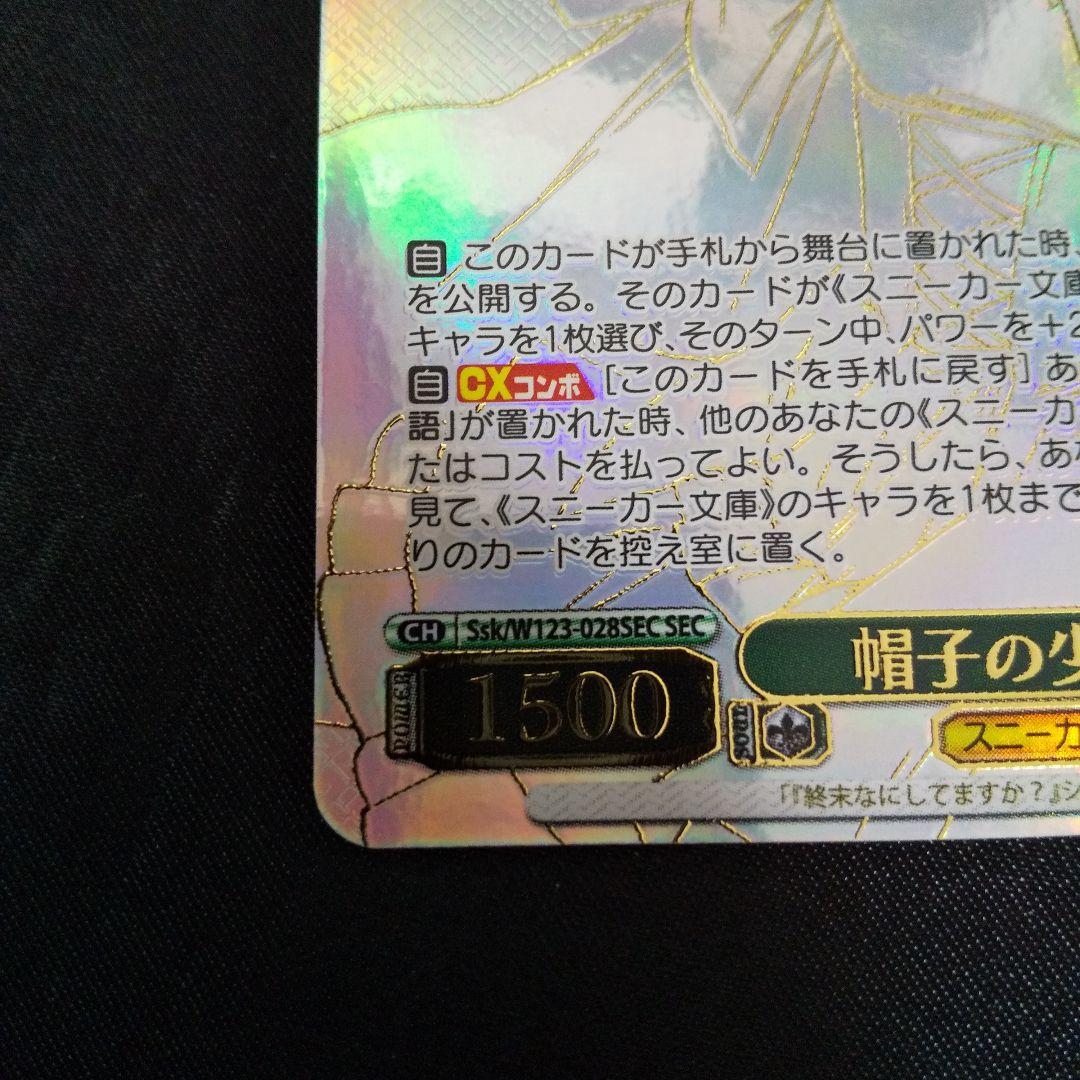 自 このカードが手札から舞台に置かれた時、
を公開する。そのカードが《スニーカー文庫
キャラを1枚選び、そのターン中、パワーを+2
自 CXコンボ [このカードを手札に戻す] あ
語」が置かれた時、他のあなたの《スニーカ
たはコストを払ってよい。そうしたら、あな
見て、《スニーカー文庫》のキャラを1枚まで
りのカードを控え室に置く。
CH Ssk/W123-028SEC SEC
帽子の少
POWER 1500 SOUL
スニーカ
「『終末なにしてますか?』シ